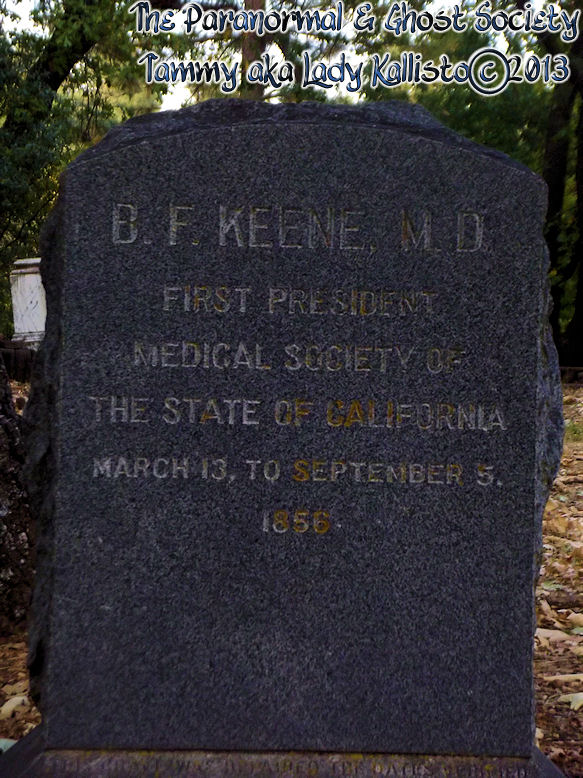 The Paranormal & Ghost Society
Tammy aka Lady Kallisto©2013
B. F. KEENE, M. D.
FIRST PRESIDENT
MEDICAL SOCIETY OF
THE STATE OF CALIFORNIA
MARCH 13, TO SEPTEMBER 5.
1856